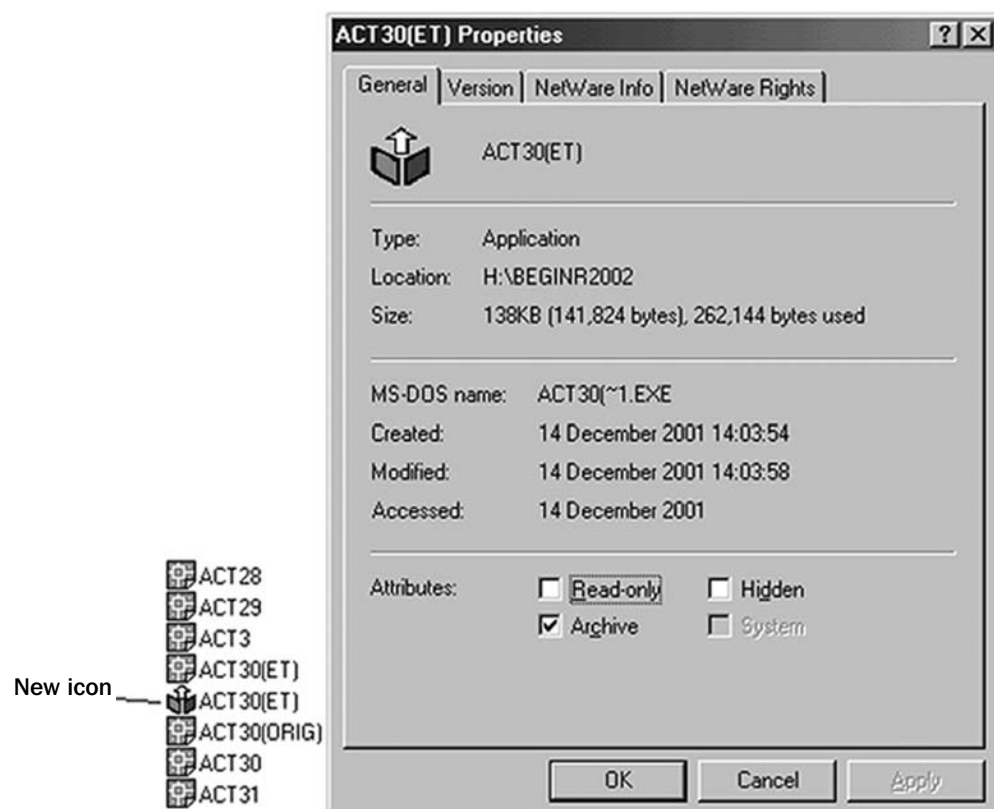 ACT30(ET) Properties
General Version NetWare Info NetWare Rights
ACT30(ET)
Type: Application
Location: H:\BEGINR2002
Size: 138KB (141,824 bytes), 262,144 bytes used
MS-DOS name: ACT30(~1.EXE
Created: 14 December 2001 14:03:54
Modified: 14 December 2001 14:03:58
Accessed: 14 December 2001
Attributes: Read-only Hidden
Archive System
OK Cancel Apply
ACT28
ACT29
ACT3
ACT30(ET)
New icon ACT30(ET)
ACT30(ORIG)
ACT30
ACT31